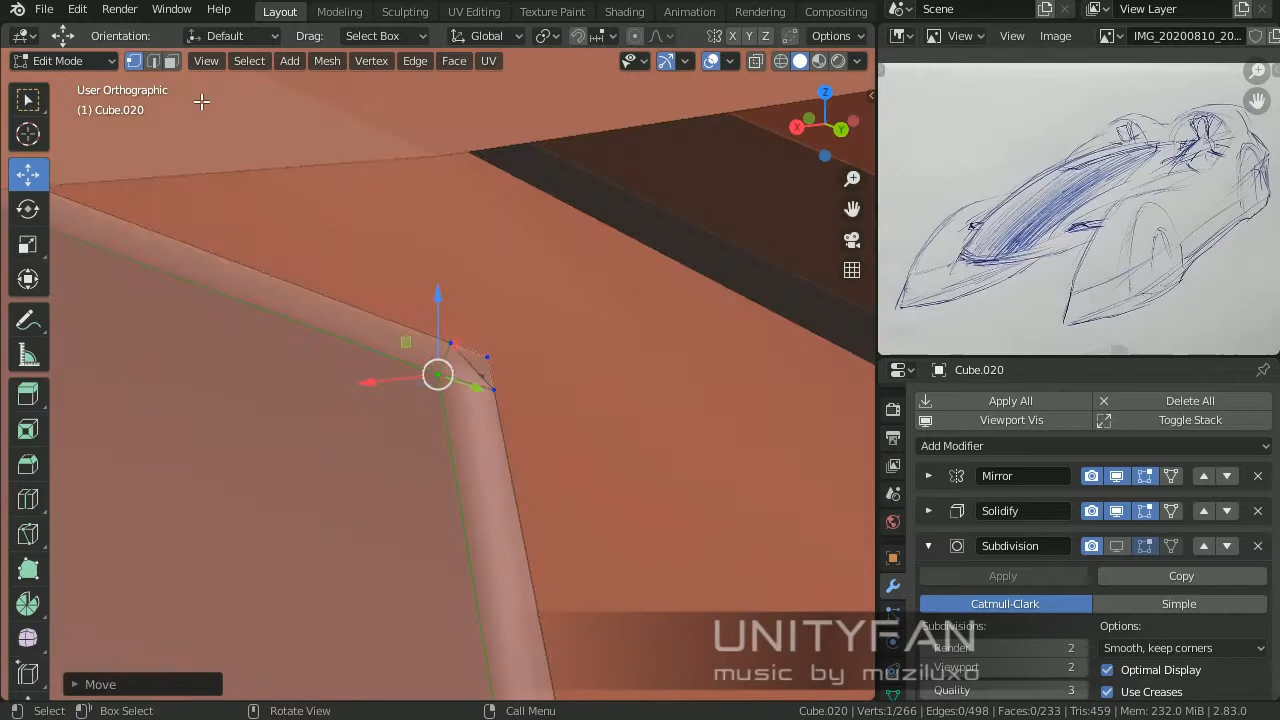 File Edit Render Window Help Layout Modeling Sculpting UV Editing Texture Paint Shading Animation Rendering Compositing Scene View Layer
Orientation: Default Drag: Select Box Global X Y Z Options View View Image IMG_20200810_20...
Edit Mode View Select Add Mesh Vertex Edge Face UV
User Orthographic
(1) Cube.020
Z
X
Y
Cube.020
Apply All Delete All
Viewport Vis Toggle Stack
Add Modifier
Mirror
Solidify
Subdivision
Apply Copy
Catmull-Clark Simple
Subdivisions: Options:
Render 2 Smooth, keep corners
Viewport 2 Optimal Display
Quality 3 Use Creases
UNITYFAN
music by muziluxo
Move
Select Box Select Rotate View Call Menu Cube.020 | Verts:1/266 | Edges:0/498 | Faces:0/233 | Tris:459 | Mem: 232.0 MiB | 2.83.0